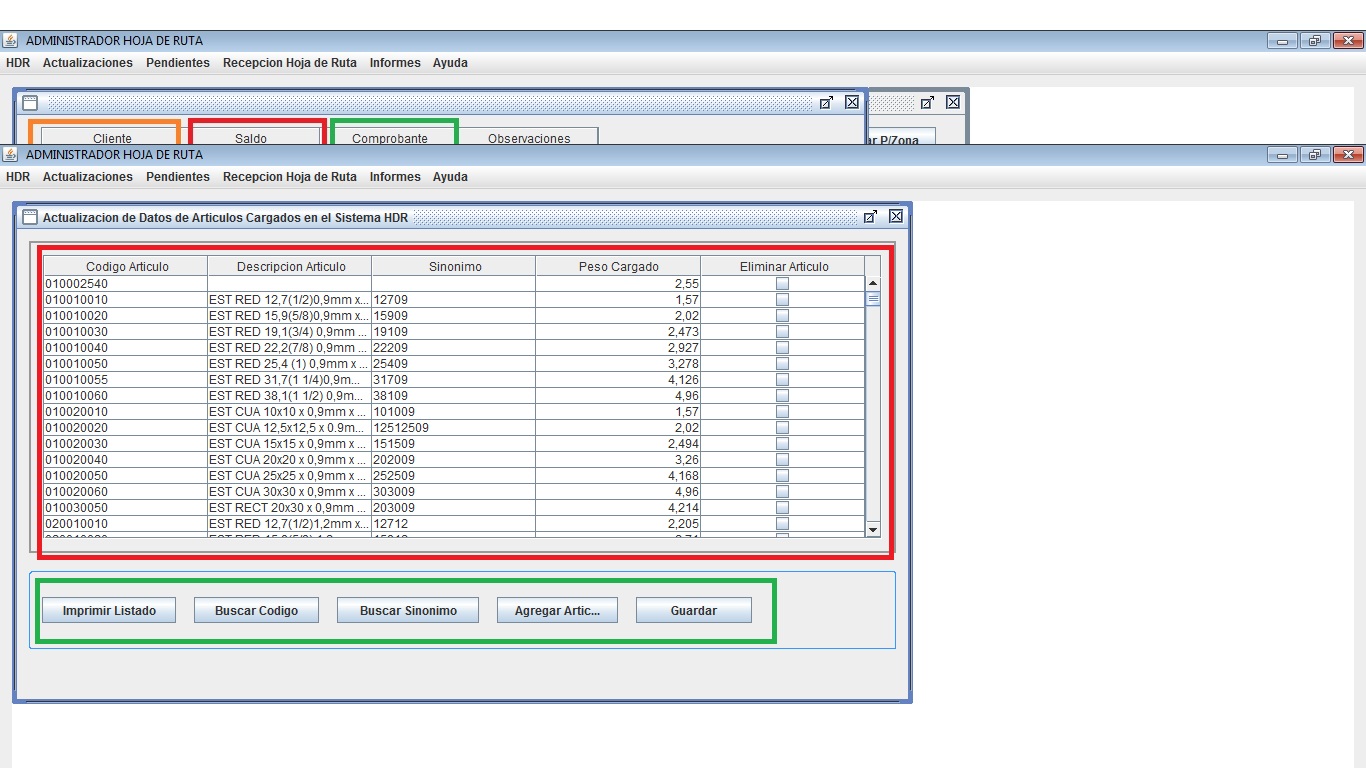 ADMINISTRADOR HOJA DE RUTA
HDR Actualizaciones Pendientes Recepcion Hoja de Ruta Informes Ayuda
Cliente Saldo Comprobante Observaciones P/Zona
ADMINISTRADOR HOJA DE RUTA
HDR Actualizaciones Pendientes Recepcion Hoja de Ruta Informes Ayuda
Actualizacion de Datos de Articulos Cargados en el Sistema HDR
Codigo Articulo Descripcion Articulo Sinonimo Peso Cargado Eliminar Articulo
010002540 2,55
010010010 EST RED 12,7(1/2)0,9mm x... 12709 1,57
010010020 EST RED 15,9(5/8)0,9mm x... 15909 2,02
010010030 EST RED 19,1(3/4) 0,9mm ... 19109 2,473
010010040 EST RED 22,2(7/8) 0,9mm ... 22209 2,927
010010050 EST RED 25,4 (1) 0,9mm x ... 25409 3,278
010010055 EST RED 31,7(1 1/4)0,9m... 31709 4,126
010010060 EST RED 38,1(1 1/2) 0,9m... 38109 4,96
010020010 EST CUA 10x10 x 0,9mm x ... 101009 1,57
010020020 EST CUA 12,5x12,5 x 0.9m... 12512509 2,02
010020030 EST CUA 15x15 x 0,9mm x ... 151509 2,494
010020040 EST CUA 20x20 x 0,9mm x ... 202009 3,26
010020050 EST CUA 25x25 x 0,9mm x ... 252509 4,168
010020060 EST CUA 30x30 x 0,9mm x ... 303009 4,96
010030050 EST RECT 20x30 x 0,9mm ... 203009 4,214
020010010 EST RED 12,7(1/2)1,2mm x... 12712 2,205
Imprimir Listado Buscar Codigo Buscar Sinonimo Agregar Artic... Guardar